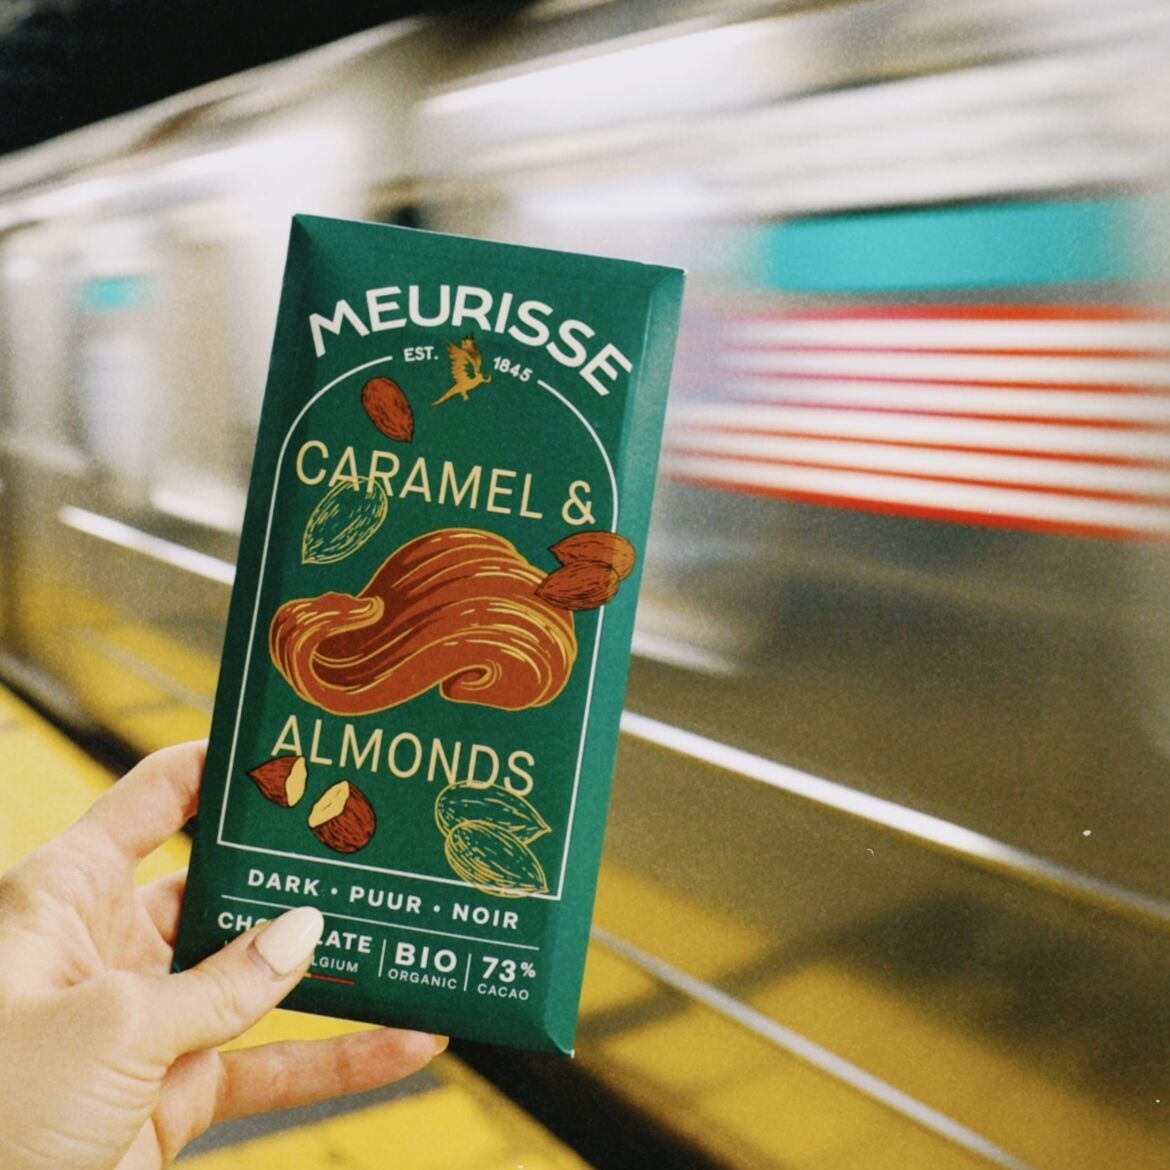 MEURISSE
EST. 1845
CARAMEL &
ALMONDS
DARK • PUUR • NOIR
BIO
ORGANIC
73%
CACAO